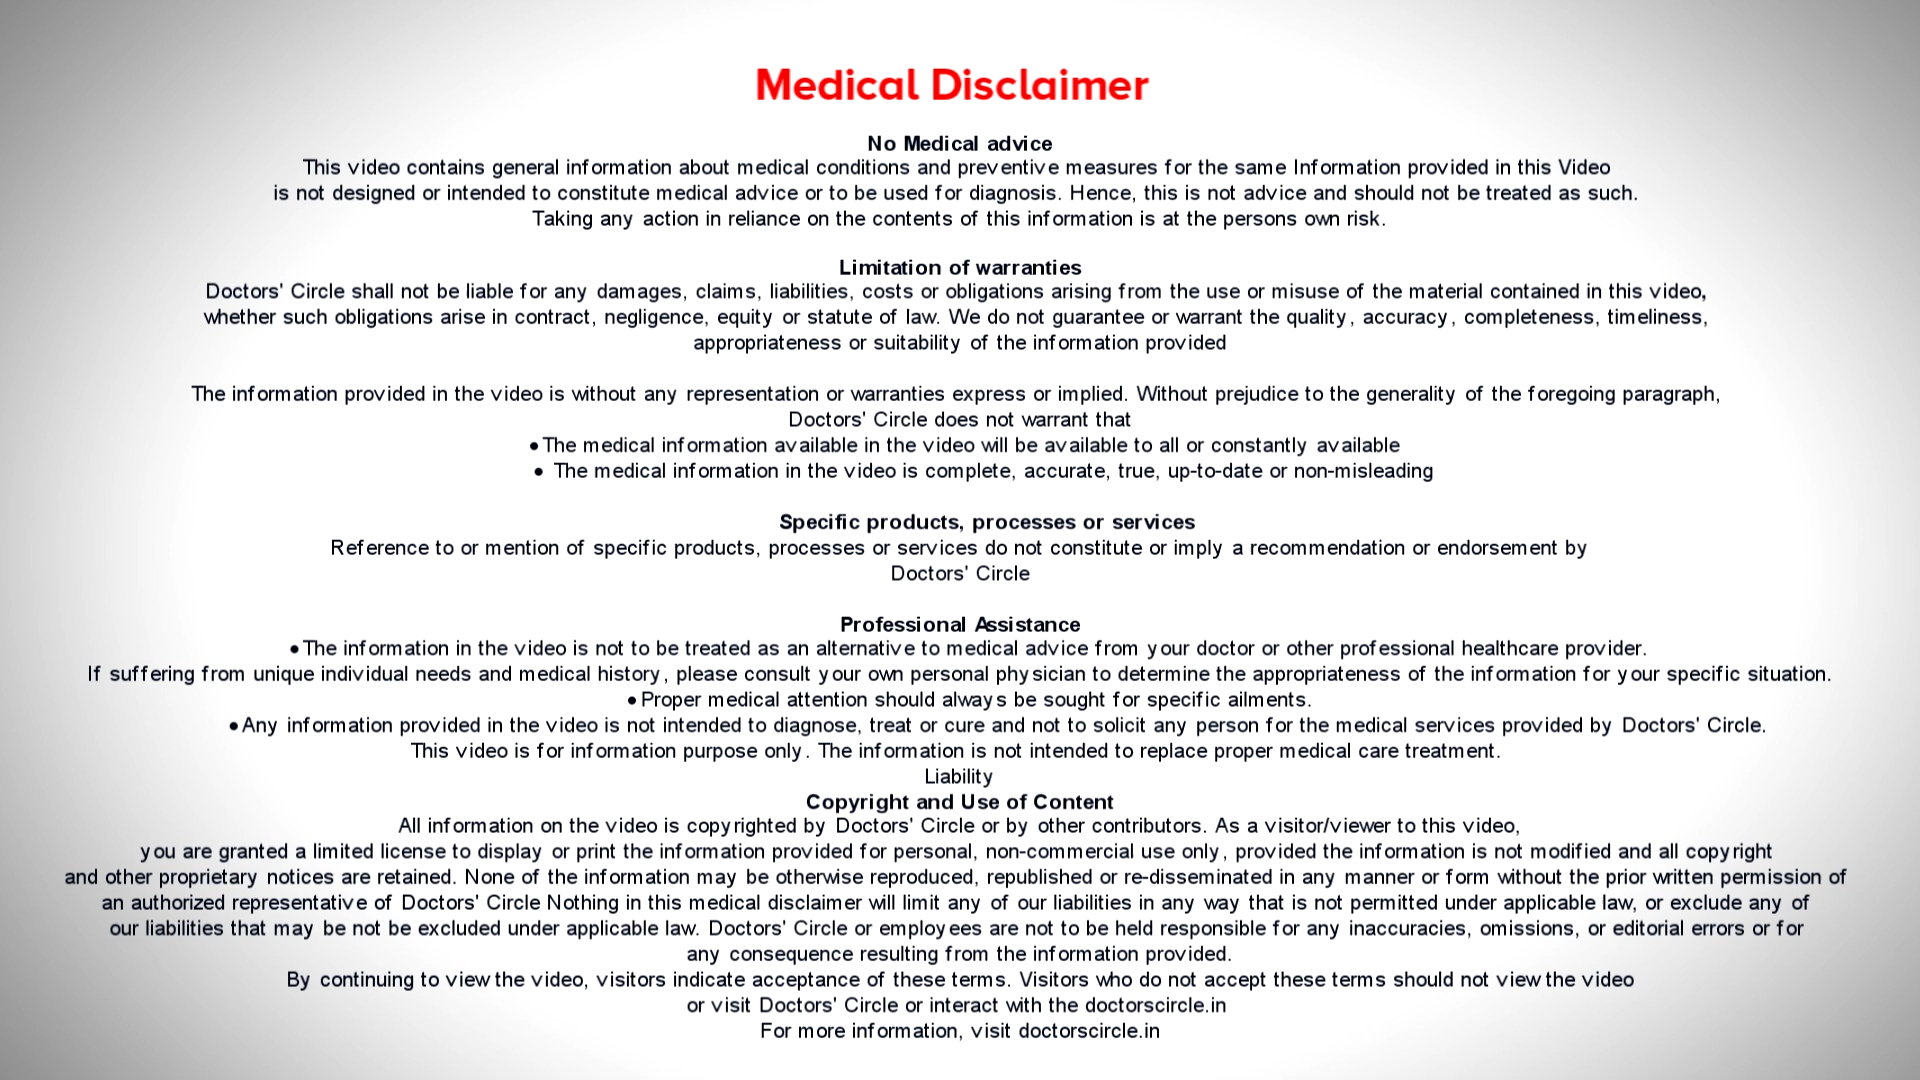 Medical Disclaimer
No Medical advice
This video contains general information about medical conditions and preventive measures for the same Information provided in this Video
is not designed or intended to constitute medical advice or to be used for diagnosis. Hence, this is not advice and should not be treated as such.
Taking any action in reliance on the contents of this information is at the persons own risk.
Limitation of warranties
Doctors' Circle shall not be liable for any damages, claims, liabilities, costs or obligations arising from the use or misuse of the material contained in this video,
whether such obligations arise in contract, negligence, equity or statute of law. We do not guarantee or warrant the quality, accuracy, completeness, timeliness,
appropriateness or suitability of the information provided
The information provided in the video is without any representation or warranties express or implied. Without prejudice to the generality of the foregoing paragraph,
Doctors' Circle does not warrant that
• The medical information available in the video will be available to all or constantly available
• The medical information in the video is complete, accurate, true, up-to-date or non-misleading
Specific products, processes or services
Reference to or mention of specific products, processes or services do not constitute or imply a recommendation or endorsement by
Doctors' Circle
Professional Assistance
• The information in the video is not to be treated as an alternative to medical advice from your doctor or other professional healthcare provider.
If suffering from unique individual needs and medical history, please consult your own personal physician to determine the appropriateness of the information for your specific situation.
• Proper medical attention should always be sought for specific ailments.
• Any information provided in the video is not intended to diagnose, treat or cure and not to solicit any person for the medical services provided by Doctors' Circle.
This video is for information purpose only. The information is not intended to replace proper medical care treatment.
Liability
Copyright and Use of Content
All information on the video is copyrighted by Doctors' Circle or by other contributors. As a visitor/viewer to this video,
you are granted a limited license to display or print the information provided for personal, non-commercial use only, provided the information is not modified and all copyright
and other proprietary notices are retained. None of the information may be otherwise reproduced, republished or re-disseminated in any manner or form without the prior written permission of
an authorized representative of Doctors' Circle Nothing in this medical disclaimer will limit any of our liabilities in any way that is not permitted under applicable law, or exclude any of
our liabilities that may be not be excluded under applicable law. Doctors' Circle or employees are not to be held responsible for any inaccuracies, omissions, or editorial errors or for
any consequence resulting from the information provided.
By continuing to view the video, visitors indicate acceptance of these terms. Visitors who do not accept these terms should not view the video
or visit Doctors' Circle or interact with the doctorscircle.in
For more information, visit doctorscircle.in